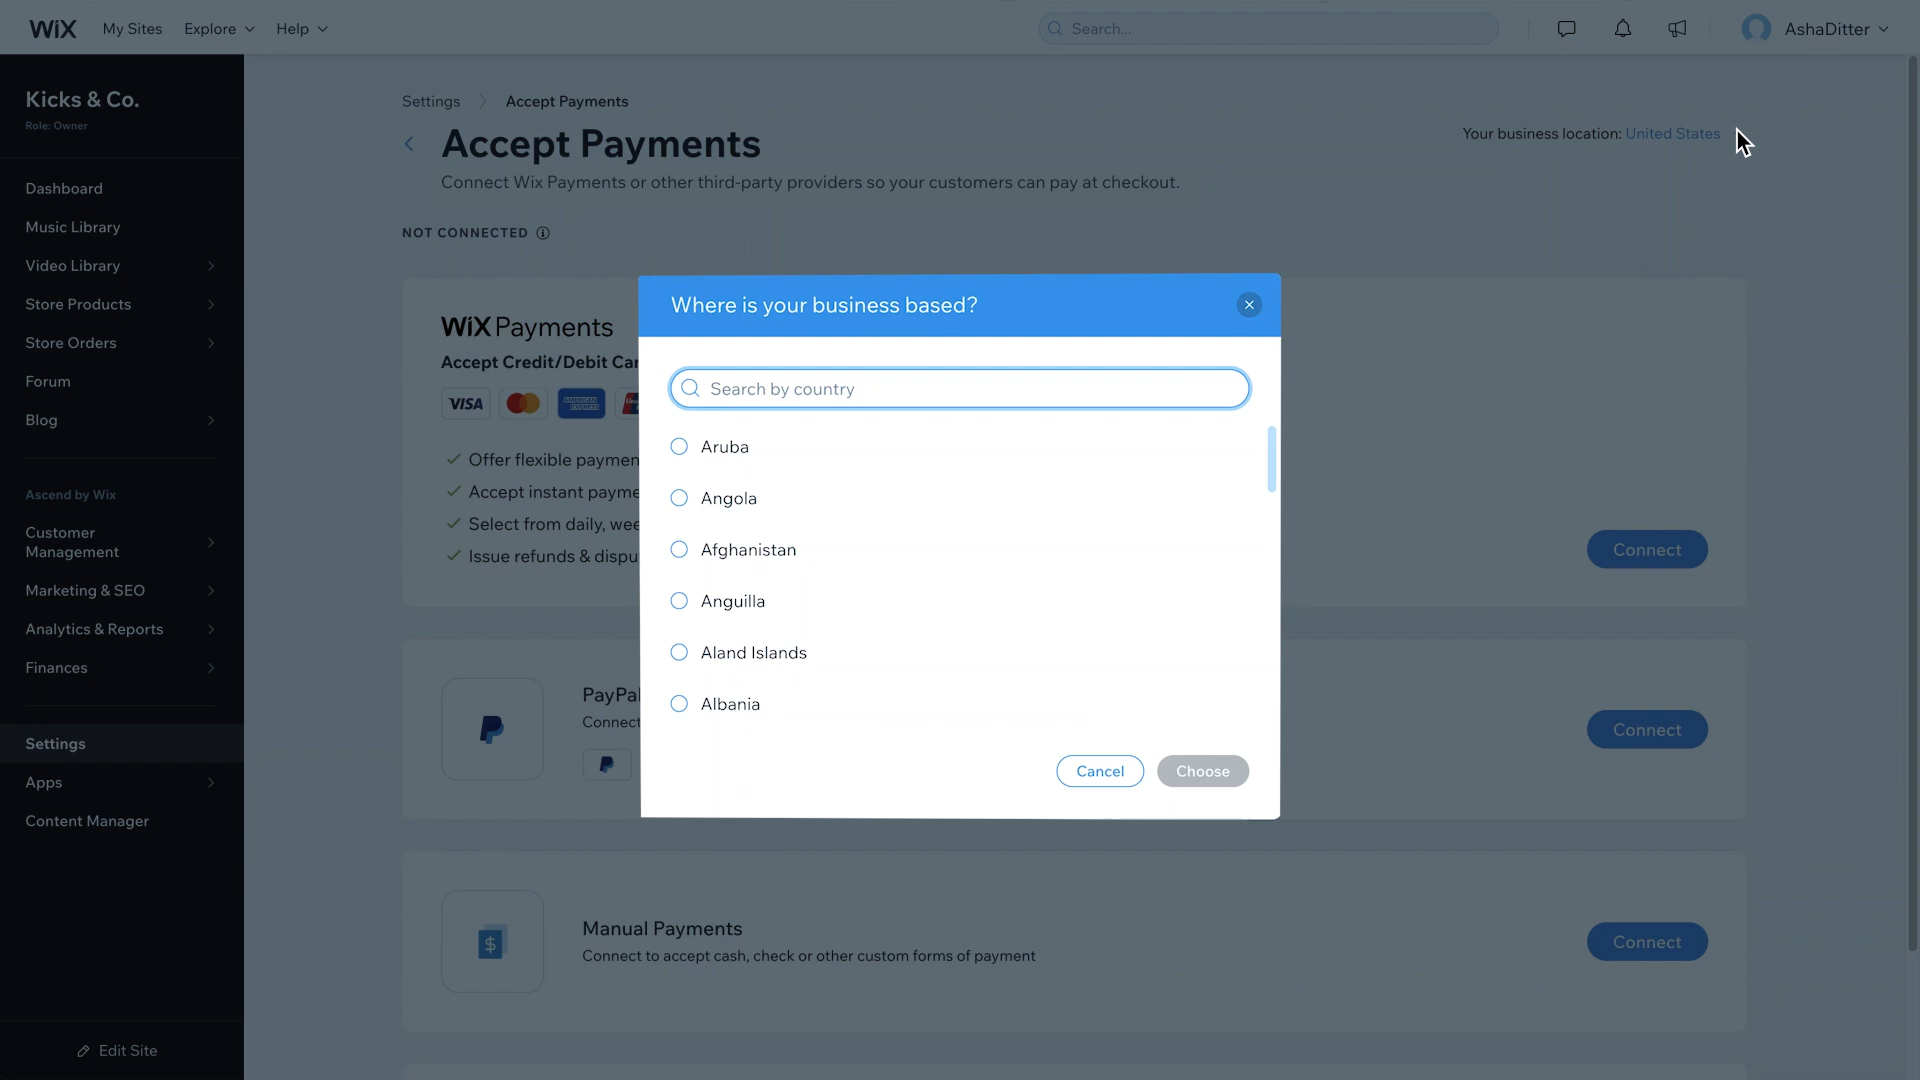 WiX My Sites Explore Help Search... AshaDitter
Kicks & Co.
Role: Owner
Dashboard
Music Library
Video Library
Store Products
Store Orders
Forum
Blog
Ascend by Wix
Customer
Management
Marketing & SEO
Analytics & Reports
Finances
Settings
Apps
Content Manager
Edit Site
Settings Accept Payments
Accept Payments
Your business location: United States
Connect Wix Payments or other third-party providers so your customers can pay at checkout.
NOT CONNECTED
WiX Payments
Accept Credit/Debit Car
VISA AMERICAN EXPRESS
Offer flexible paymen
Accept instant payme
Select from daily, wee
Issue refunds & dispu
Connect
PayPal
Connect
Connect
Manual Payments
Connect to accept cash, check or other custom forms of payment
$
Connect
Where is your business based?
Search by country
Aruba
Angola
Afghanistan
Anguilla
Aland Islands
Albania
Cancel Choose